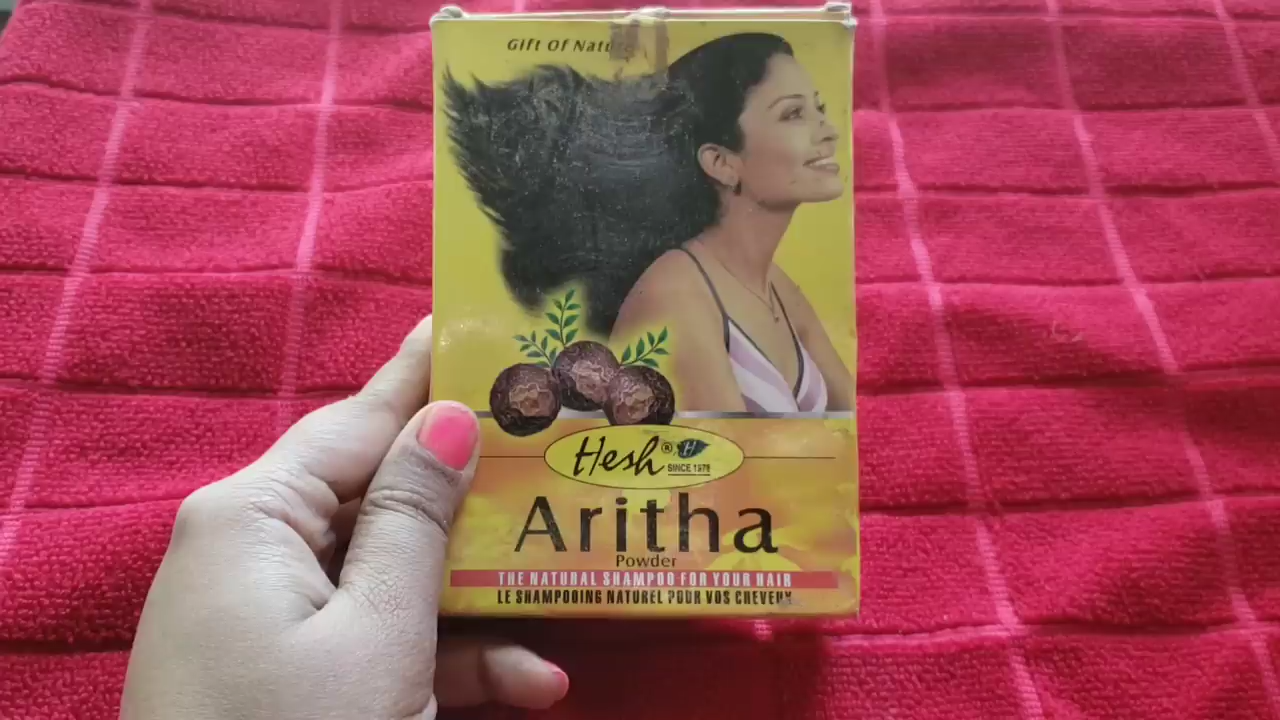 Gift Of Nature
Hesh® H
SINCE 1979
Aritha
Powder
THE NATURAL SHAMPOO FOR YOUR HAIR
LE SHAMPOOING NATUREL POUR VOS CHEVEUX